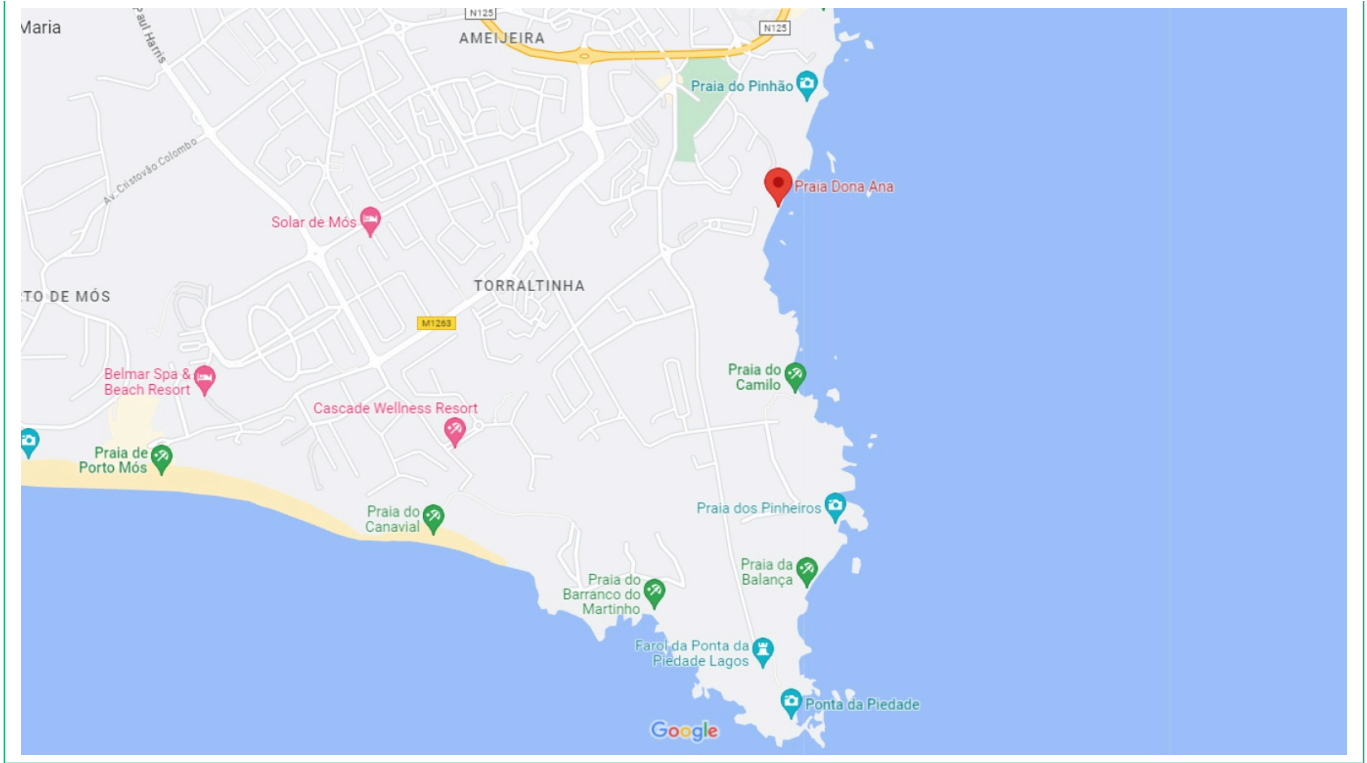 Maria
Paul Harris
N125
AMEIJEIRA
N125
Praia do Pinhão
Av. Cristovão Colombo
Praia Dona Ana
Solar de Mós
TORRALTINHA
TO DE MÓS
M1263
Praia do
Camilo
Belmar Spa &
Beach Resort
Cascade Wellness Resort
Praia de
Porto Mós
Praia do
Canavial
Praia dos Pinheiros
Praia da
Balança
Praia do
Barranco do
Martinho
Farol da Ponta da
Piedade Lagos
Ponta da Piedade
Google